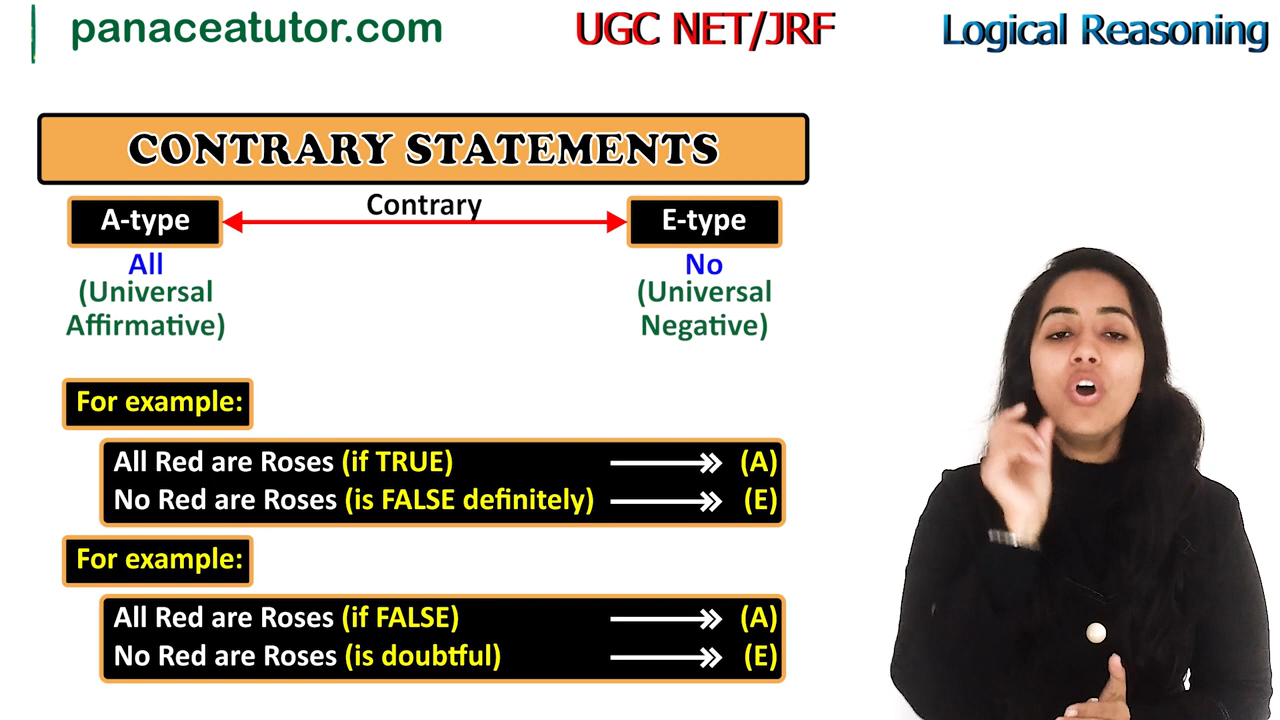 panaceatutor.com
UGC NET/JRF
Logical Reasoning
CONTRARY STATEMENTS
A-type
Contrary
E-type
All
(Universal
Affirmative)
No
(Universal
Negative)
For example:
All Red are Roses (if TRUE) (A)
No Red are Roses (is FALSE definitely) (E)
For example:
All Red are Roses (if FALSE) (A)
No Red are Roses (is doubtful) (E)